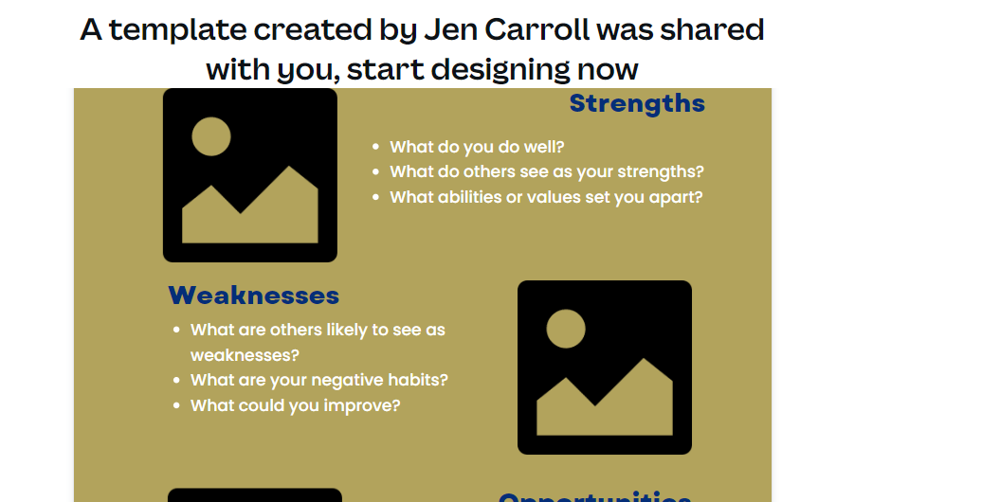 A template created by Jen Carroll was shared
with you, start designing now
Strengths
• What do you do well?
• What do others see as your strengths?
• What abilities or values set you apart?
Weaknesses
• What are others likely to see as
weaknesses?
• What are your negative habits?
• What could you improve?
Opportunities